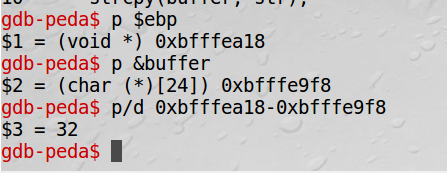 gdb-peda$ p $ebp
$1 = (void *) 0xbfffea18
gdb-peda$ p &buffer
$2 = (char (*)[24]) 0xbfffe9f8
gdb-peda$ p/d 0xbfffea18-0xbfffe9f8
$3 = 32
gdb-peda$